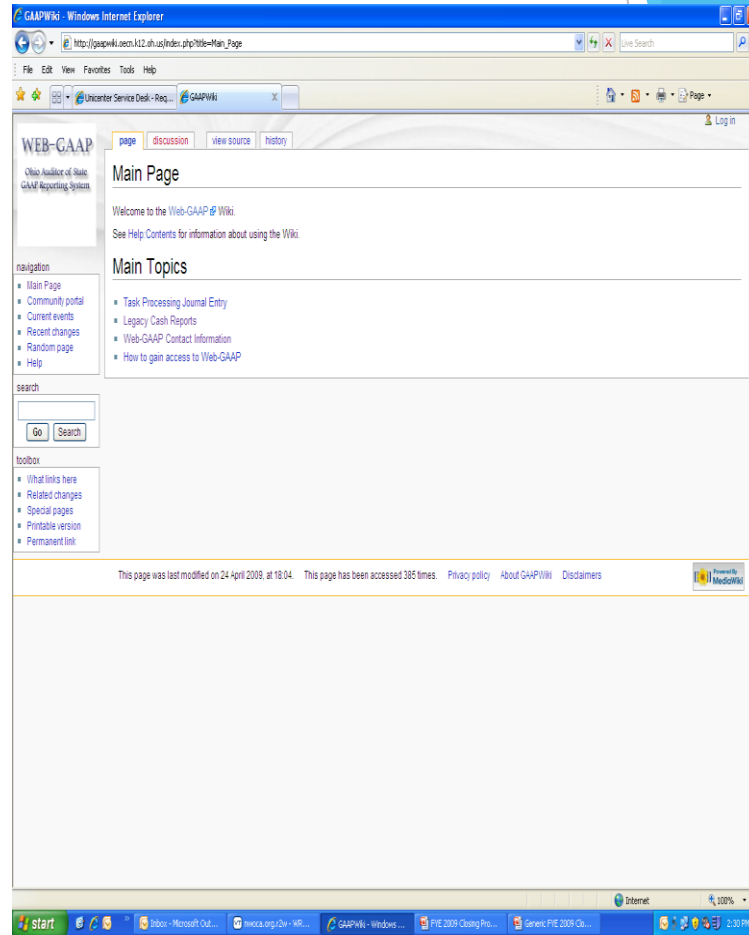 GAAPWiki - Windows Internet Explorer
http://gaapwiki.oecn.k12.oh.us/index.php?title=Main_Page
Live Search
File Edit View Favorites Tools Help
Unicenter Service Desk - Req...
GAAPWiki
Page
Log in
WEB-GAAP
Ohio Auditor of State
GAAP Reporting System
page
discussion
view source
history
Main Page
Welcome to the Web-GAAP Wiki.
See Help:Contents for information about using the Wiki.
Main Topics
Task Processing Journal Entry
Legacy Cash Reports
Web-GAAP Contact Information
How to gain access to Web-GAAP
navigation
Main Page
Community portal
Current events
Recent changes
Random page
Help
search
Go Search
toolbox
What links here
Related changes
Special pages
Printable version
Permanent link
This page was last modified on 24 April 2009, at 18:04. This page has been accessed 385 times. Privacy policy About GAAPWiki Disclaimers
Powered By
MediaWiki
Internet
100%
start
Inbox - Microsoft Out...
nwoca.org.r2w - WR...
GAAPWiki - Windows ...
FYE 2009 Closing Pro...
Generic FYE 2009 Clo...
2:30 PM